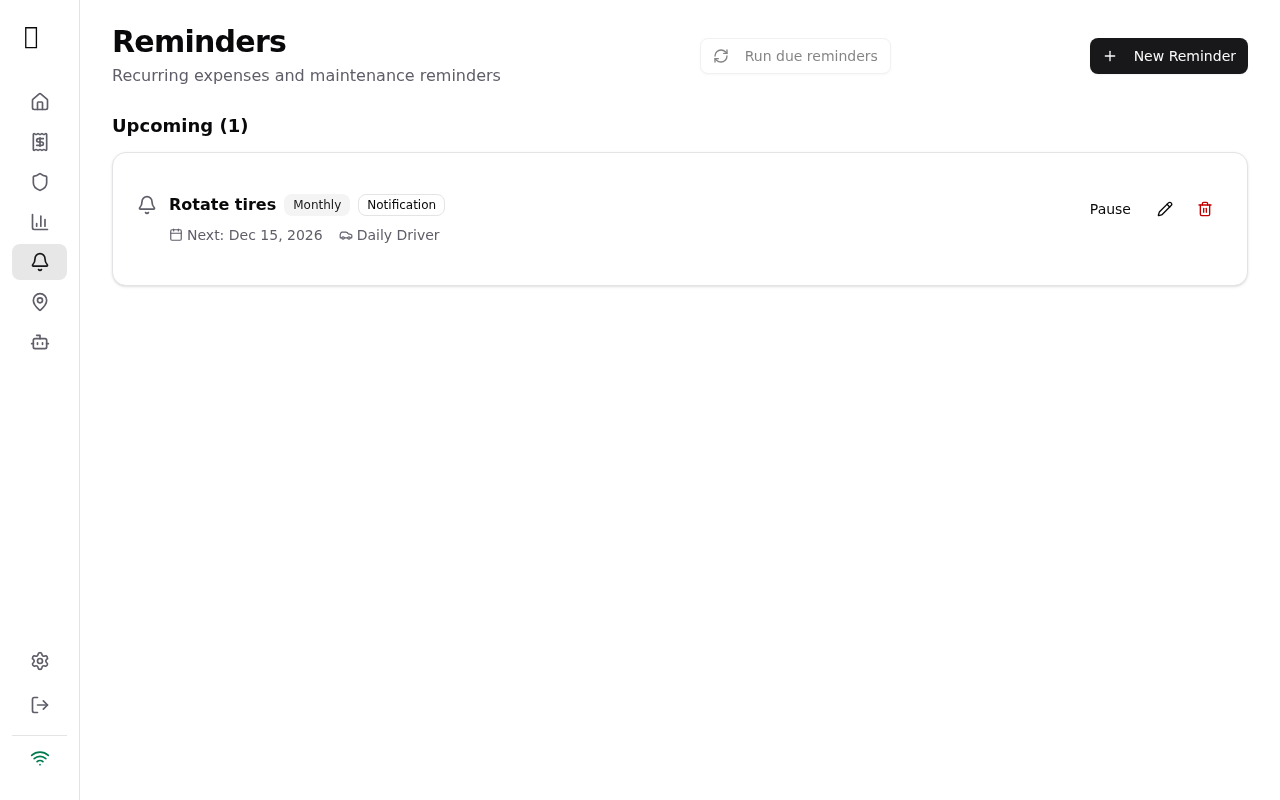 Reminders
Recurring expenses and maintenance reminders
Run due reminders
New Reminder
Upcoming (1)
Rotate tires
Monthly
Notification
Next: Dec 15, 2026
Daily Driver
Pause